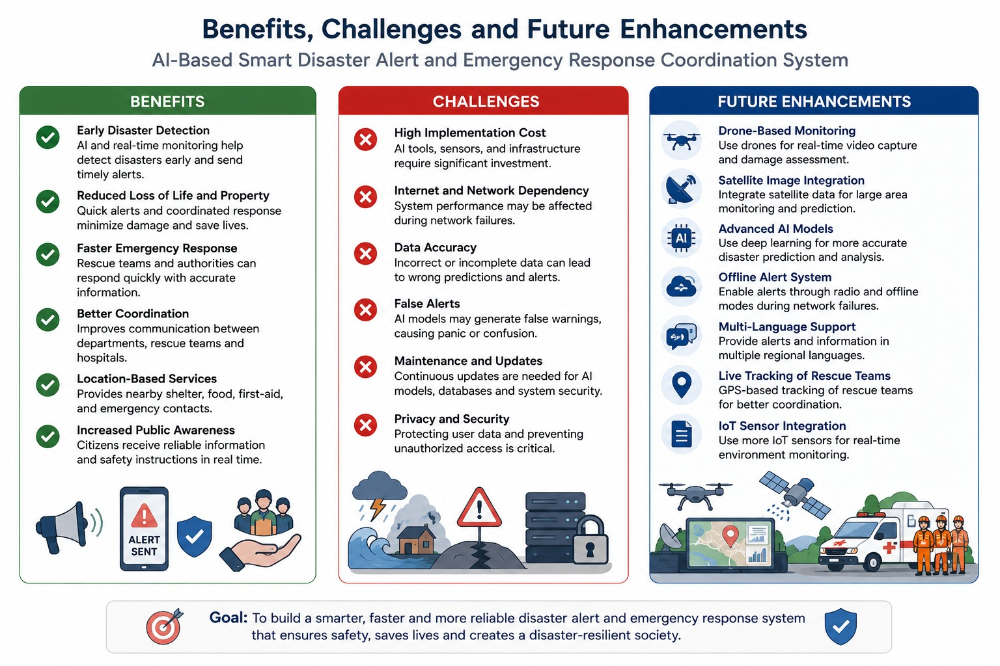 Benefits, Challenges and Future Enhancements
AI-Based Smart Disaster Alert and Emergency Response Coordination System
BENEFITS
Early Disaster Detection
AI and real-time monitoring help
detect disasters early and send
timely alerts.
Reduced Loss of Life and Property
Quick alerts and coordinated response
minimize damage and save lives.
Faster Emergency Response
Rescue teams and authorities can
respond quickly with accurate
information.
Better Coordination
Improves communication between
departments, rescue teams and
hospitals.
Location-Based Services
Provides nearby shelter, food, first-aid,
and emergency contacts.
Increased Public Awareness
Citizens receive reliable information
and safety instructions in real time.
ALERT
SENT
CHALLENGES
High Implementation Cost
AI tools, sensors, and infrastructure
require significant investment.
Internet and Network Dependency
System performance may be affected
during network failures.
Data Accuracy
Incorrect or incomplete data can lead
to wrong predictions and alerts.
False Alerts
AI models may generate false warnings,
causing panic or confusion.
Maintenance and Updates
Continuous updates are needed for AI
models, databases and system security.
Privacy and Security
Protecting user data and preventing
unauthorized access is critical.
FUTURE ENHANCEMENTS
Drone-Based Monitoring
Use drones for real-time video capture
and damage assessment.
Satellite Image Integration
Integrate satellite data for large area
monitoring and prediction.
AI
Advanced AI Models
Use deep learning for more accurate
disaster prediction and analysis.
Offline Alert System
Enable alerts through radio and offline
modes during network failures.
Multi-Language Support
Provide alerts and information in
multiple regional languages.
Live Tracking of Rescue Teams
GPS-based tracking of rescue teams
for better coordination.
IoT Sensor Integration
Use more IoT sensors for real-time
environment monitoring.
Goal: To build a smarter, faster and more reliable disaster alert and emergency response system
that ensures safety, saves lives and creates a disaster-resilient society.